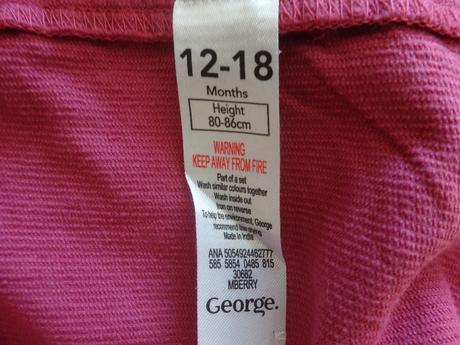 12-18
Months
Height
80-86cm
WARNING
KEEP AWAY FROM FIRE
Part of a set
Wash similar colours together
Wash inside out
Iron on reverse
To help the environment, George
recommend line drying
Made In India
ANA 5054924462777
585 5854 0485 815
30682
MBERRY
George.